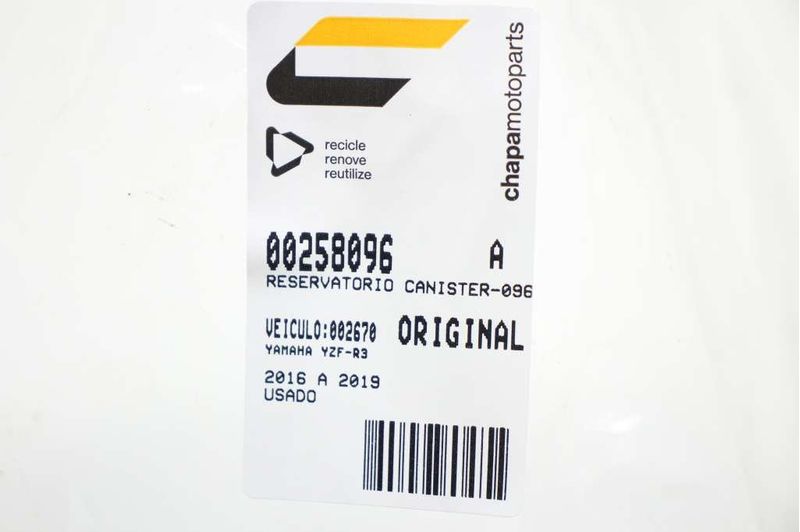 chapamotoparts
recicle
renove
reutilize
00258096 A
RESERVATORIO CANISTER-096
VEICULO:002670 ORIGINAL
YAMAHA YZF-R3
2016 A 2019
USADO